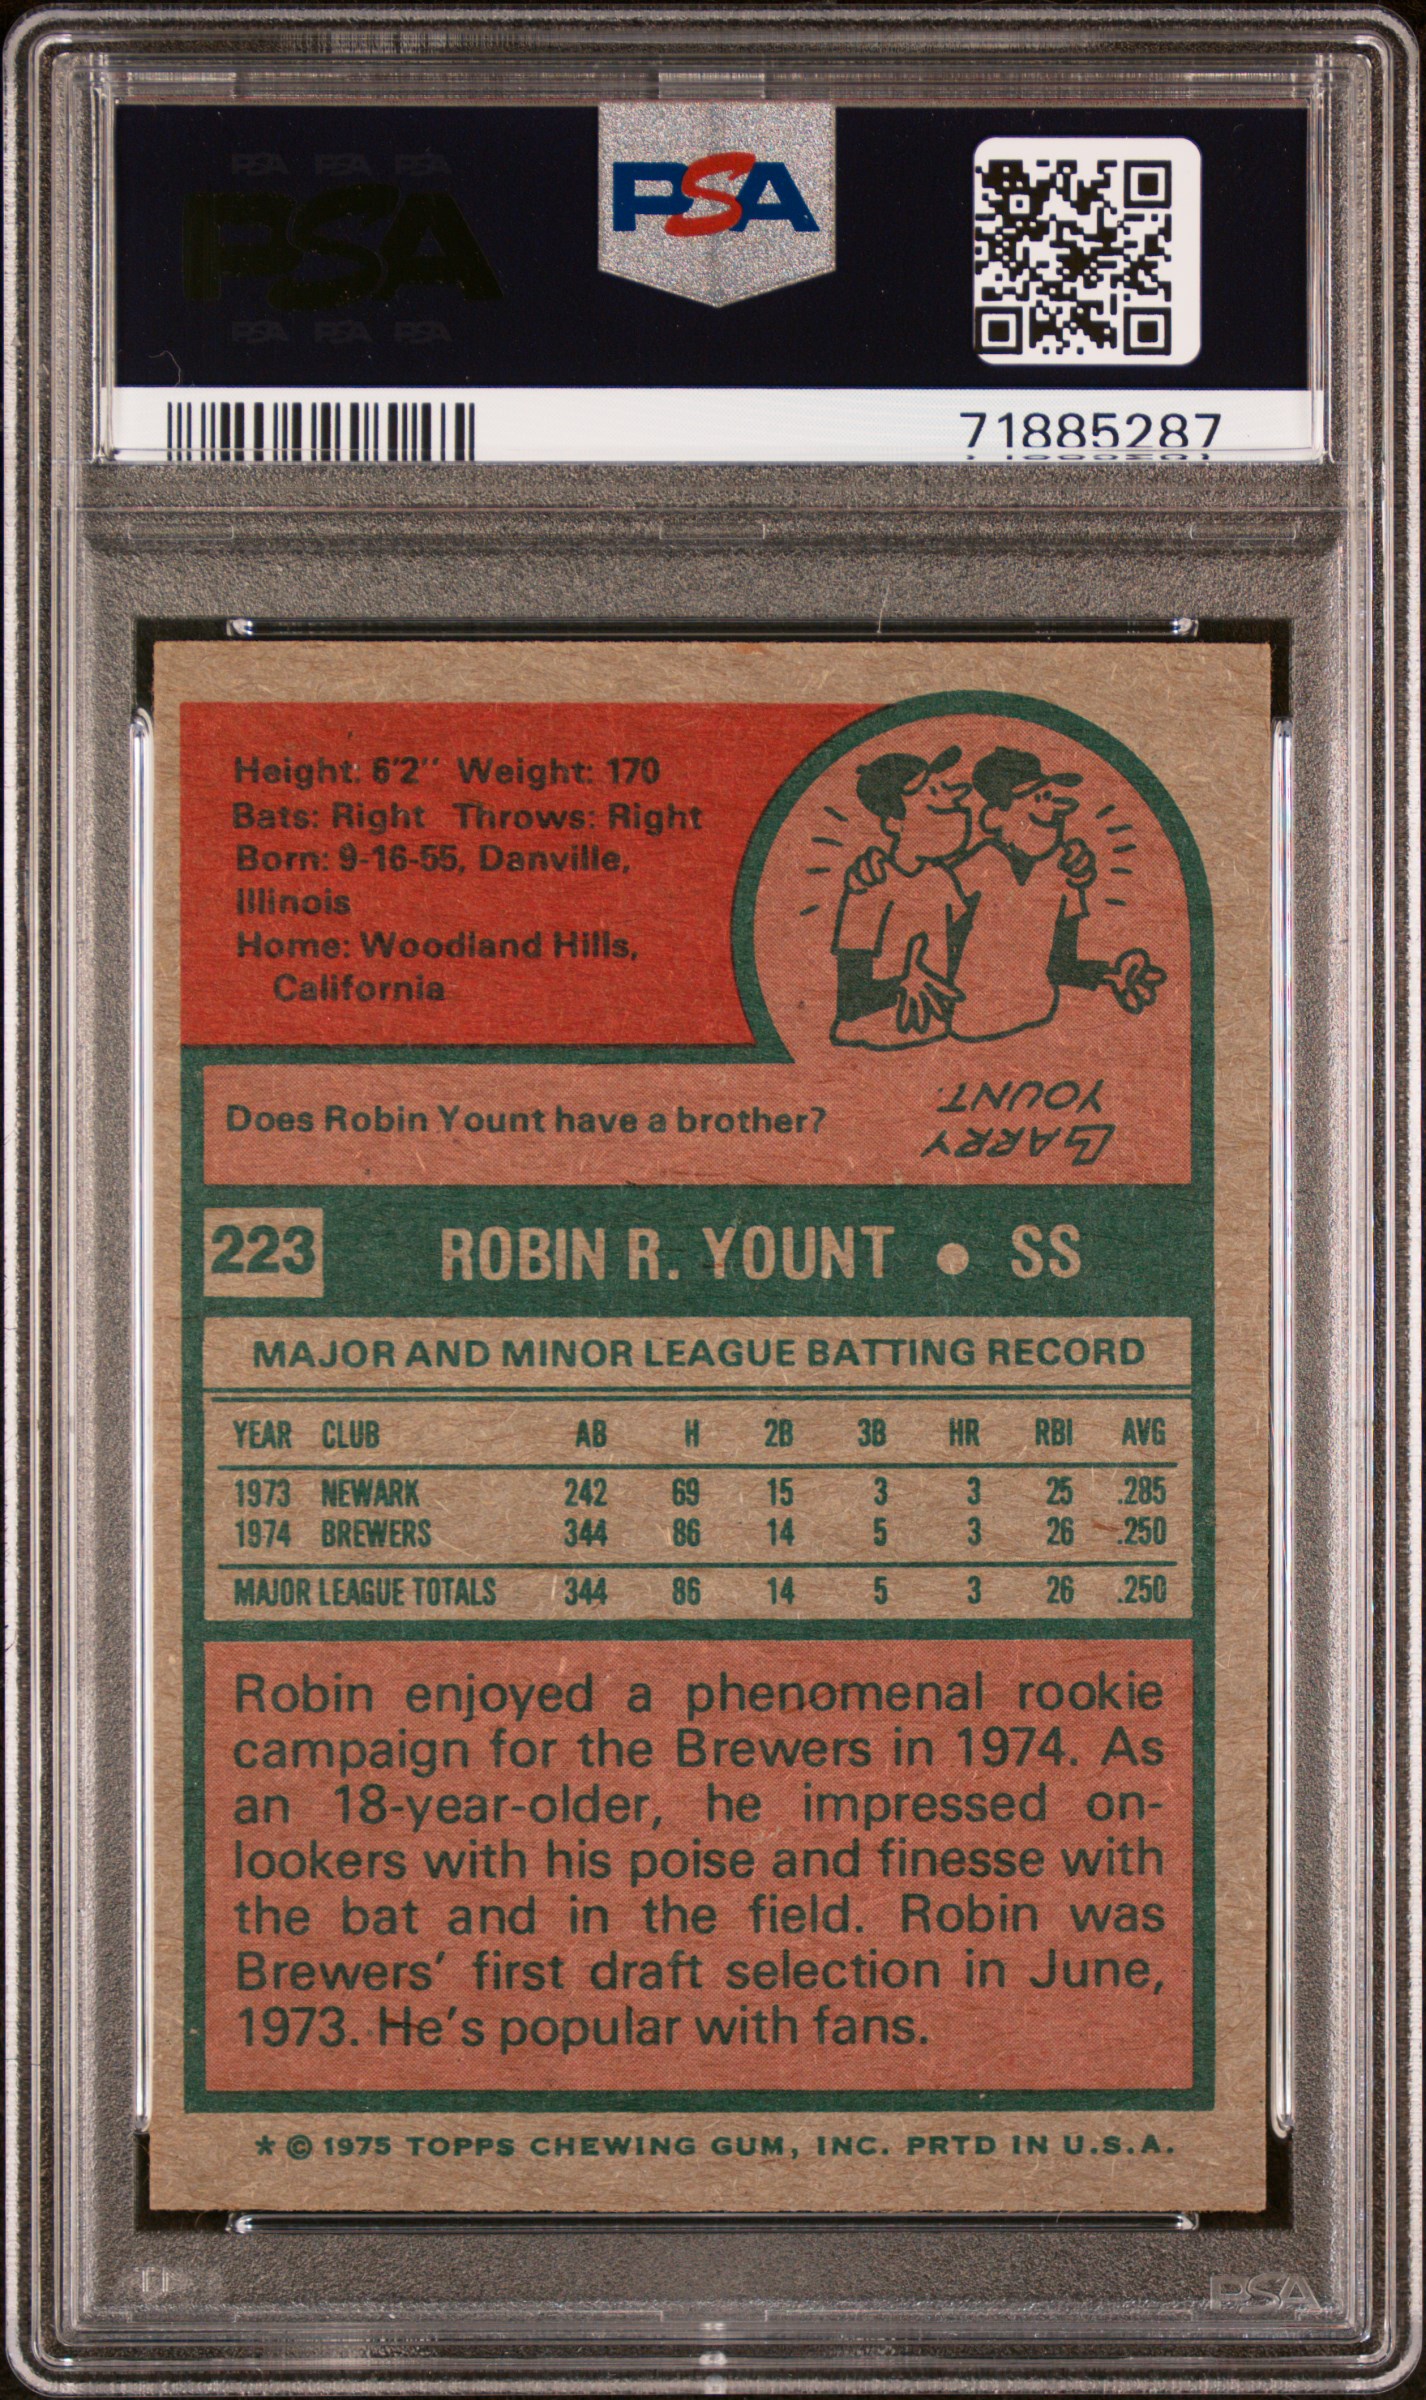 PSA PSA PSA
PSA
PSA PSA PSA
PSA
71885287
Height: 6'2" Weight: 170
Bats: Right Throws: Right
Born: 9-16-55, Danville,
Illinois
Home: Woodland Hills,
California
Does Robin Yount have a brother?
LARRY
YOUNT.
223 ROBIN R. YOUNT • SS
MAJOR AND MINOR LEAGUE BATTING RECORD
YEAR CLUB AB H 2B 3B HR RBI AVG
1973 NEWARK 242 69 15 3 3 25 .285
1974 BREWERS 344 86 14 5 3 26 .250
MAJOR LEAGUE TOTALS 344 86 14 5 3 26 .250
Robin enjoyed a phenomenal rookie
campaign for the Brewers in 1974. As
an 18-year-older, he impressed on-
lookers with his poise and finesse with
the bat and in the field. Robin was
Brewers' first draft selection in June,
1973. He's popular with fans.
* © 1975 TOPPS CHEWING GUM, INC. PRTD IN U.S.A.
PSA